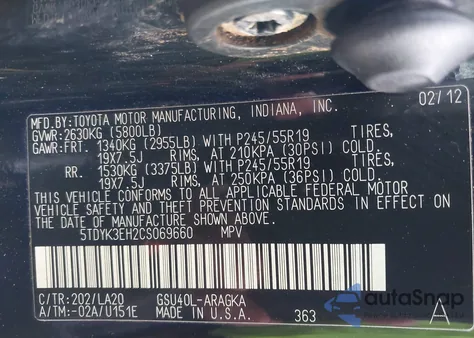 02/12
MFD.BY:TOYOTA MOTOR MANUFACTURING, INDIANA, INC.
GVWR:2630KG (5800LB)
GAWR:FRT. 1340KG (2955LB)WITH P245/55R19 TIRES,
19X7.5J RIMS, AT 210KPA (30PSI) COLD.
RR. 1530KG (3375LB)WITH P245/55R19 TIRES,
19X7.5J RIMS, AT 250KPA (36PSI) COLD.
THIS VEHICLE CONFORMS TO ALL APPLICABLE FEDERAL MOTOR
VEHICLE SAFETY AND THEFT PREVENTION STANDARDS IN EFFECT ON
THE DATE OF MANUFACTURE SHOWN ABOVE.
5TDYK3EH2CS069660 MPV
C/TR:202/LA20 GSU40L-ARAGKA
A/TM:-02A/U151E MADE IN U.S.A. 363 A
autoSnap